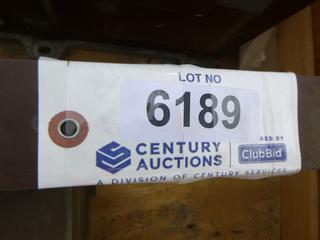 LOT NO
6189
CENTURY
AUCTIONS
RED BY
ClubBid
A DIVISION OF CENTURY SERVICES